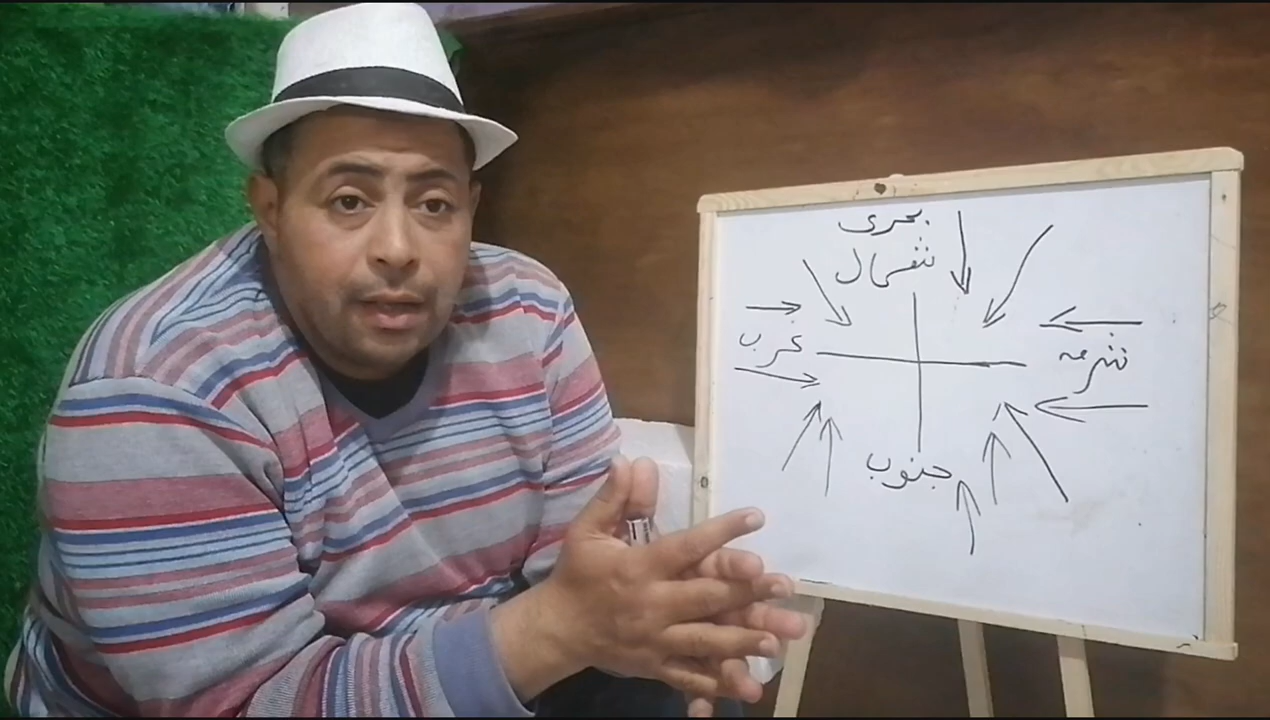 بحرى
شمال
شرق
غرب
جنوب